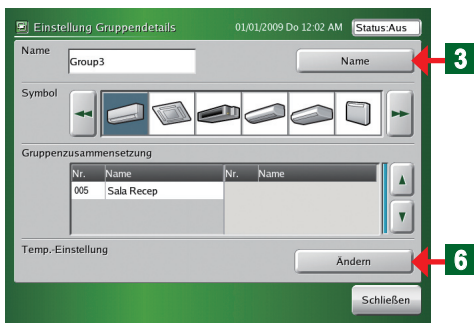 Einstellung Gruppendetails 01/01/2009 Do 12:02 AM Status:Aus
Name
Group3 Name 3
Symbol
Gruppenzusammensetzung
Nr. Name Nr. Name
005 Sala Recep
Temp.-Einstellung
Ändern 6
Schließen